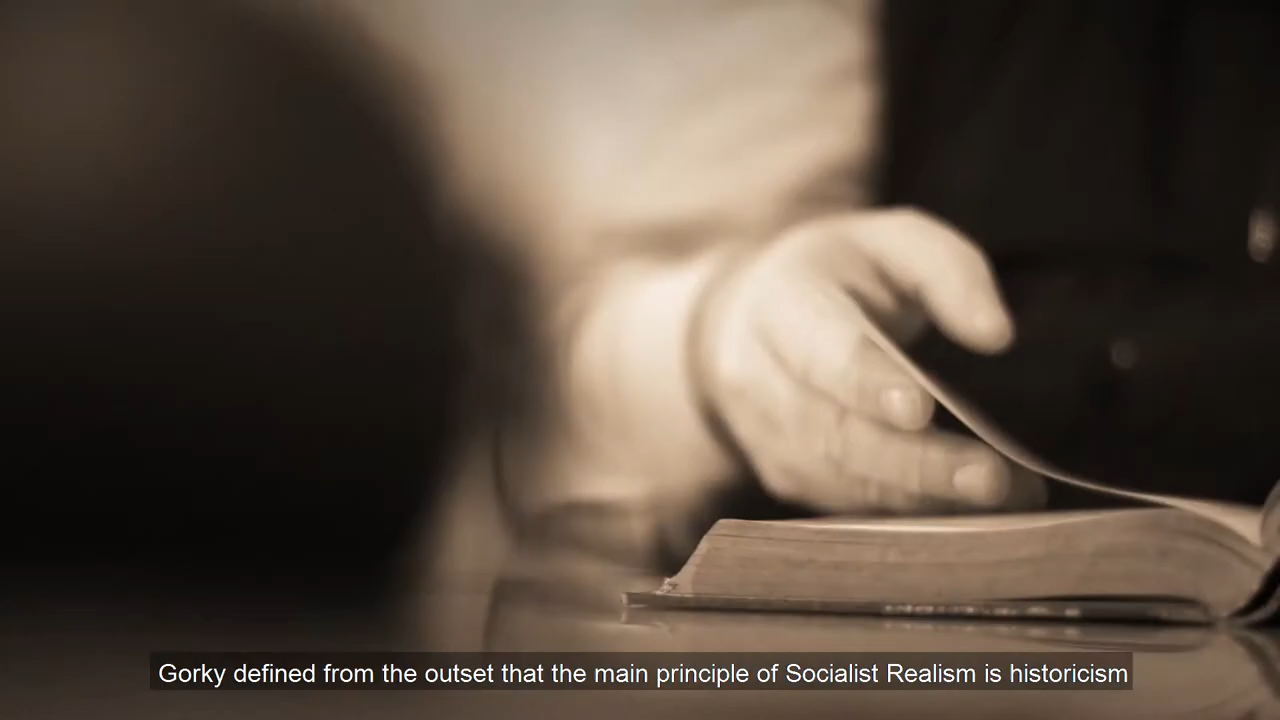 Gorky defined from the outset that the main principle of Socialist Realism is historicism